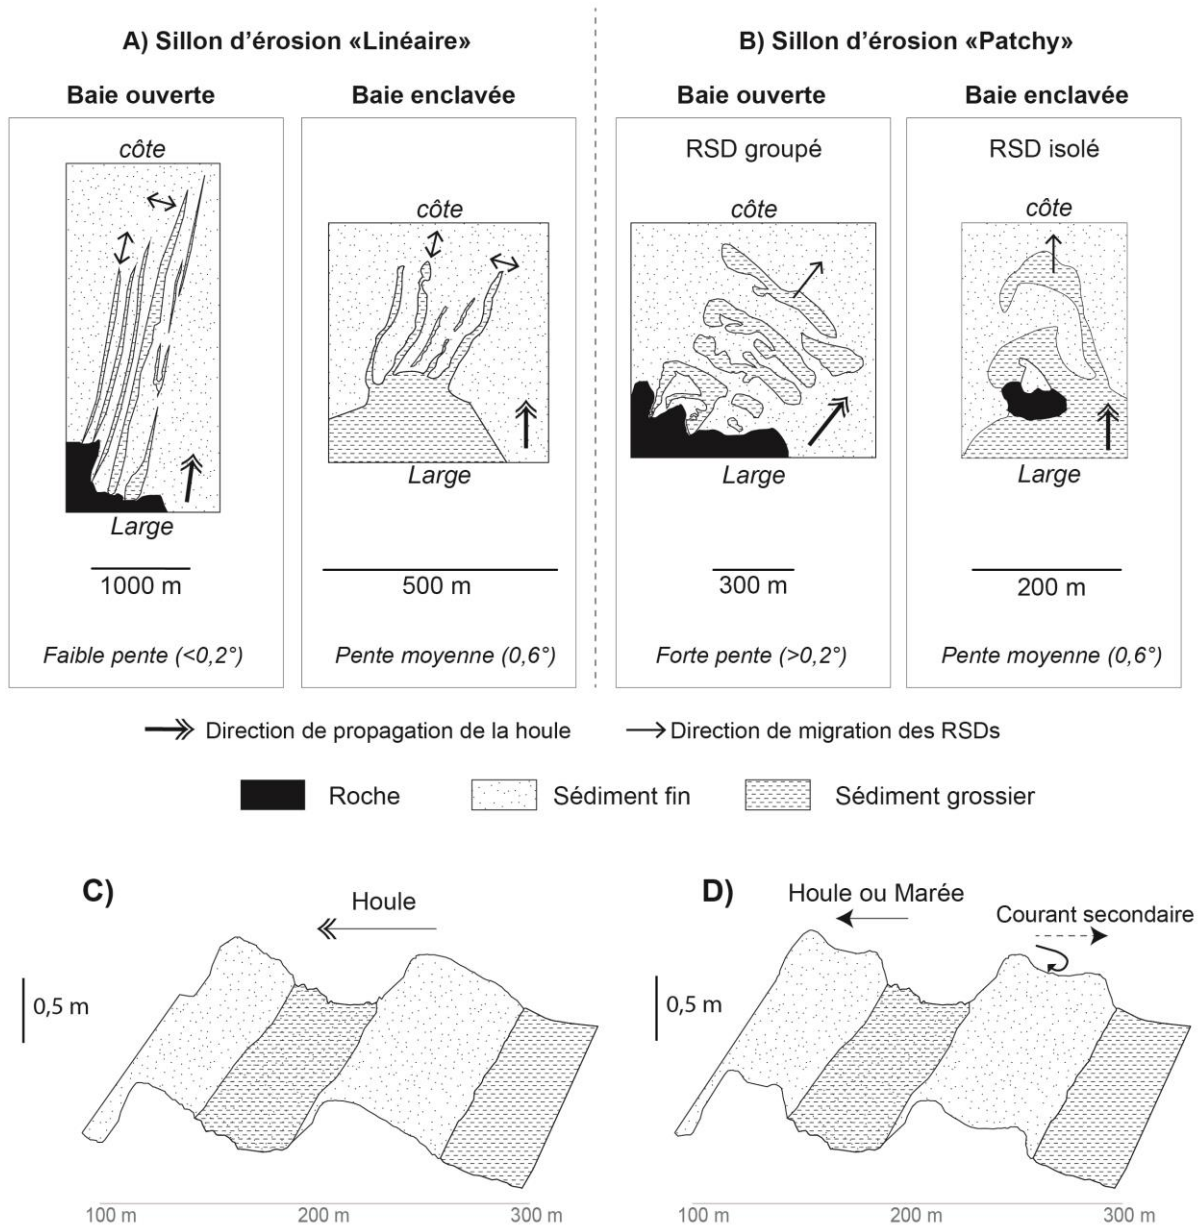 A) Sillon d'érosion «Linéaire»
Baie ouverte
Baie enclavée
côte
Large
1000 m
Faible pente (<0,2°)
côte
Large
500 m
Pente moyenne (0,6°)
B) Sillon d'érosion «Patchy»
Baie ouverte
Baie enclavée
RSD groupé
côte
Large
300 m
Forte pente (>0,2°)
RSD isolé
côte
Large
200 m
Pente moyenne (0,6°)
Direction de propagation de la houle
Direction de migration des RSDs
Roche
Sédiment fin
Sédiment grossier
C)
Houle
0,5 m
100 m
200 m
300 m
D)
Houle ou Marée
Courant secondaire
0,5 m
100 m
200 m
300 m